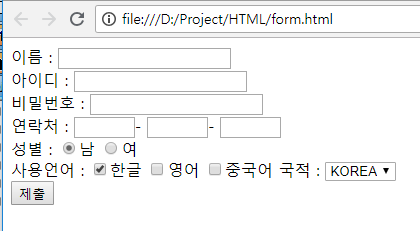 file:///D:/Project/HTML/form.html
이름 :
아이디 :
비밀번호 :
연락처 : - -
성별 : 남 여
사용언어 : 한글 영어 중국어 국적 : KOREA
제출